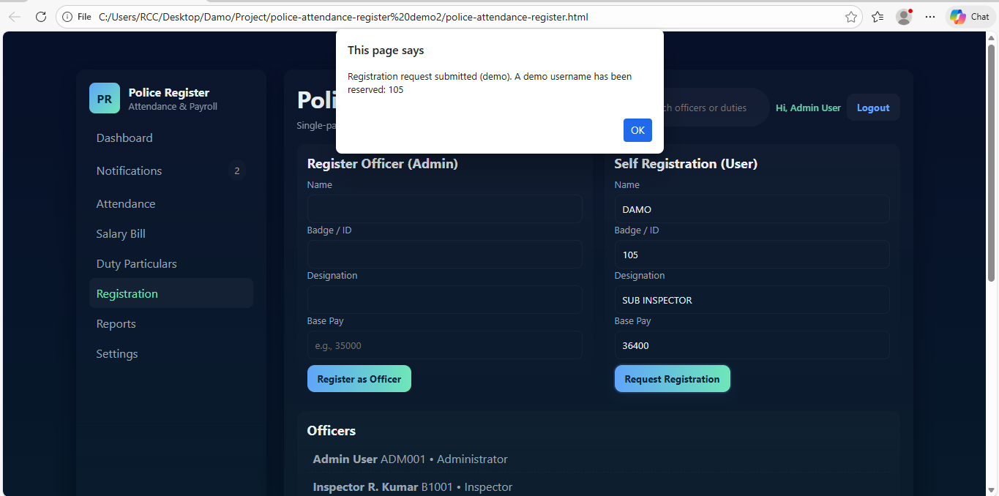 File C:/Users/RCC/Desktop/Damo/Project/police-attendance-register%20demo2/police-attendance-register.html
Chat
This page says
Registration request submitted (demo). A demo username has been
reserved: 105
OK
PR
Police Register
Attendance & Payroll
Dashboard
Notifications 2
Attendance
Salary Bill
Duty Particulars
Registration
Reports
Settings
Poli
Single-pa
ch officers or duties
Hi, Admin User
Logout
Register Officer (Admin)
Name
Badge / ID
Designation
Base Pay
e.g., 35000
Register as Officer
Self Registration (User)
Name
DAMO
Badge / ID
105
Designation
SUB INSPECTOR
Base Pay
36400
Request Registration
Officers
Admin User ADM001 • Administrator
Inspector R. Kumar B1001 • Inspector